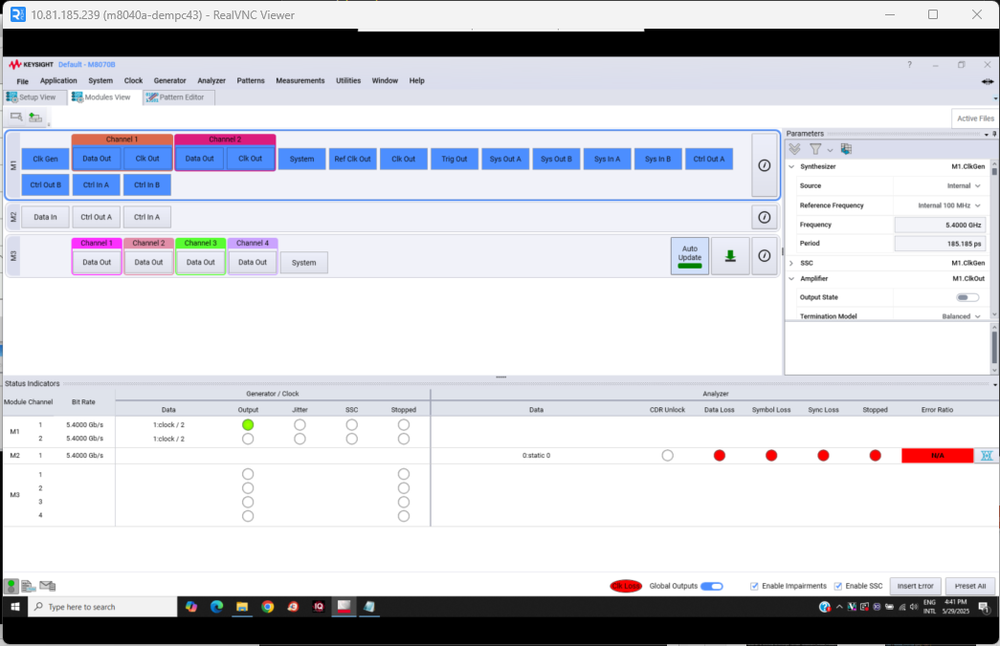 10.81.185.239 (m8040a-dempc43) - RealVNC Viewer
KEYSIGHT Default - M8070B
File Application System Clock Generator Analyzer Patterns Measurements Utilities Window Help
Setup View Modules View Pattern Editor
Active Files
M1
Channel 1 Channel 2
Clk Gen Data Out Clk Out Data Out Clk Out System Ref Clk Out Clk Out Trig Out Sys Out A Sys Out B Sys In A Sys In B Ctrl Out A
Ctrl Out B Ctrl In A Ctrl In B
M2
Data In Ctrl Out A Ctrl In A
M3
Channel 1 Channel 2 Channel 3 Channel 4
Data Out Data Out Data Out Data Out System
Auto
Update
Parameters
Synthesizer M1.ClkGen
Source Internal
Reference Frequency Internal 100 MHz
Frequency 5.4000 GHz
Period 185.185 ps
SSC M1.ClkGen
Amplifier M1.ClkOut
Output State
Termination Model Balanced
Status Indicators
Generator / Clock Analyzer
Module Channel Bit Rate Data Output Jitter SSC Stopped Data CDR Unlock Data Loss Symbol Loss Sync Loss Stopped Error Ratio
M1
1 5.4000 Gb/s 1:clock / 2
2 5.4000 Gb/s 1:clock / 2
M2 1 5.4000 Gb/s 0:static 0 N/A
M3
1
2
3
4
Clk Loss Global Outputs Enable Impairments Enable SSC Insert Error Preset All
Type here to search
ENG
INTL
4:41 PM
5/29/2025